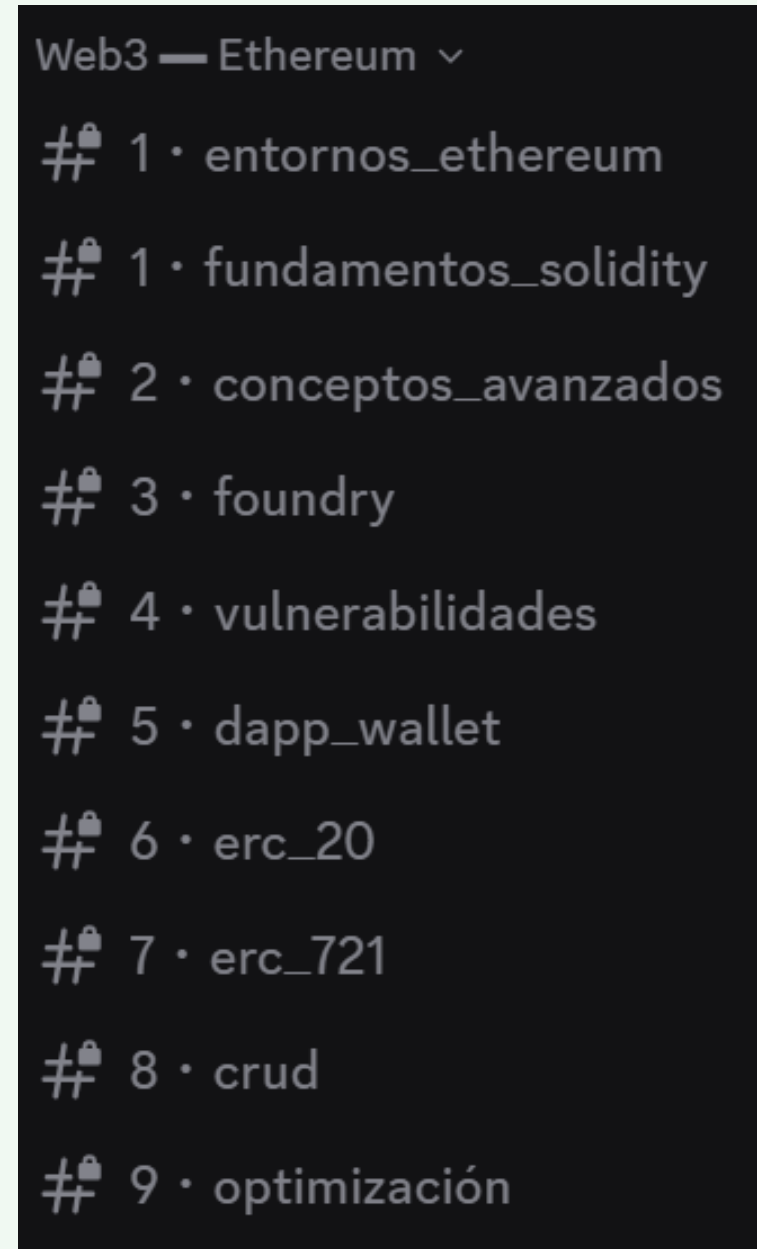 Web3 — Ethereum
1・entornos_ethereum
1・fundamentos_solidity
2・conceptos_avanzados
3・foundry
4・vulnerabilidades
5・dapp_wallet
6・erc_20
7・erc_721
8・crud
9・optimización